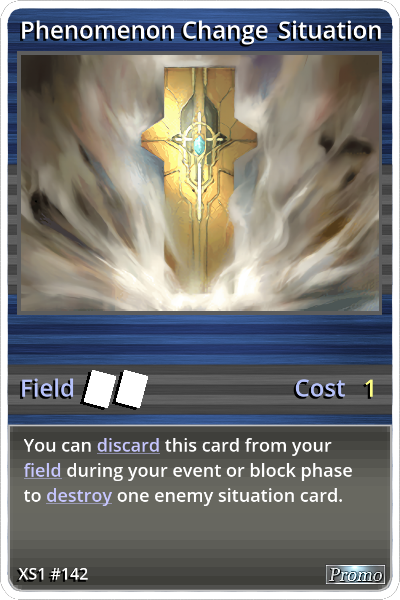 Phenomenon Change Situation
Field Cost 1
You can discard this card from your
field during your event or block phase
to destroy one enemy situation card.
XS1 #142 Promo